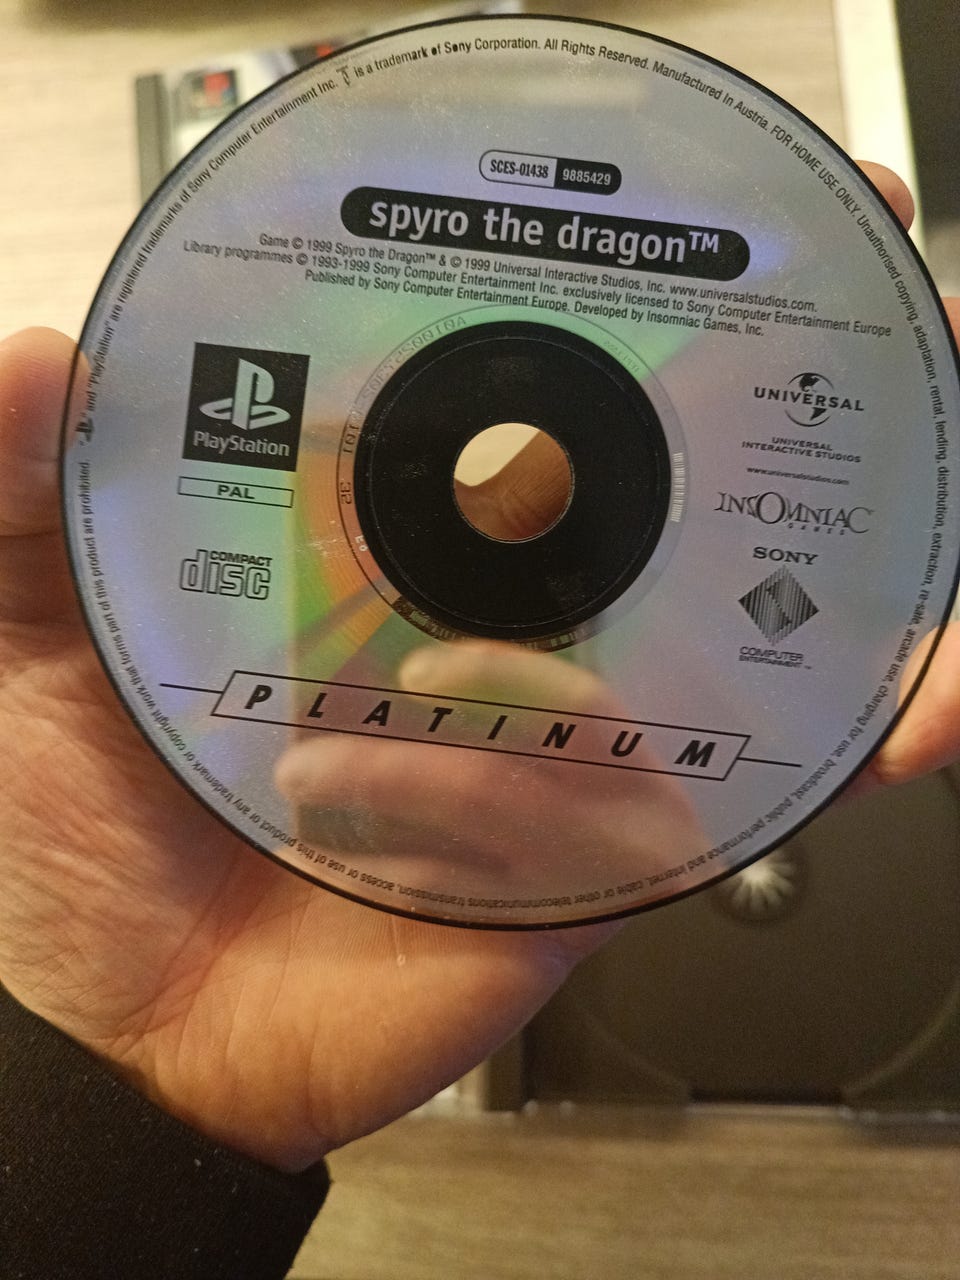 "PS" and "PlayStation" are registered trademarks of Sony Computer Entertainment Inc. is a trademark of Sony Corporation. All Rights Reserved. Manufactured In Austria. FOR HOME USE ONLY. Unauthorised copying, adaptation, rental, lending, distribution, extraction, re-sale, arcade use, charging for use, broadcast, public performance and internet, cable or other telecommunications transmission, access or use of this product or any trademark or copyright work that forms part of this product are prohibited.
SCES-01438 9885429
spyro the dragon™
Game © 1999 Spyro the Dragon™ & © 1999 Universal Interactive Studios, Inc. www.universalstudios.com.
Library programmes © 1993-1999 Sony Computer Entertainment Inc. exclusively licensed to Sony Computer Entertainment Europe
Published by Sony Computer Entertainment Europe. Developed by Insomniac Games, Inc.
PlayStation
PAL
COMPACT
disc
UNIVERSAL
UNIVERSAL
INTERACTIVE STUDIOS
www.universalstudios.com
INSOMNIAC
GAMES
SONY
COMPUTER
ENTERTAINMENT™
PLATINUM